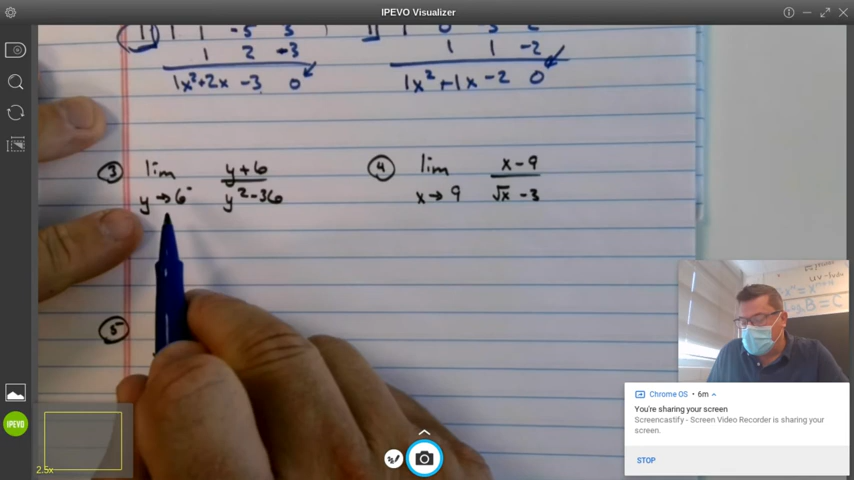 IPEVO Visualizer
1 1 -5 3
1 2 -3
1x²+2x -3 0
1 1 -2
1x² +1x -2 0
③ lim y→6⁻ y+6 / y²-36
④ lim x→9 x-9 / √x -3
⑤
= C
Chrome OS • 6m
You're sharing your screen
Screencastify - Screen Video Recorder is sharing your
screen.
STOP
IPEVO
2.5x